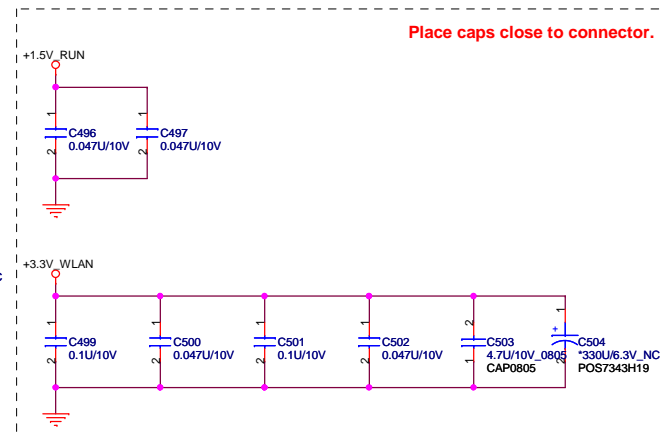 Place caps close to connector.
+1.5V_RUN
1
1
C496
C497
0.047U/10V
0.047U/10V
2
2
+3.3V_WLAN
c
1
1
1
1
2
1
+
C499
C500
C501
C502
C503
C504
0.1U/10V
0.047U/10V
0.1U/10V
0.047U/10V
4.7U/10V_0805
*330U/6.3V_NC
2
2
2
2
1
2
CAP0805
POS7343H19